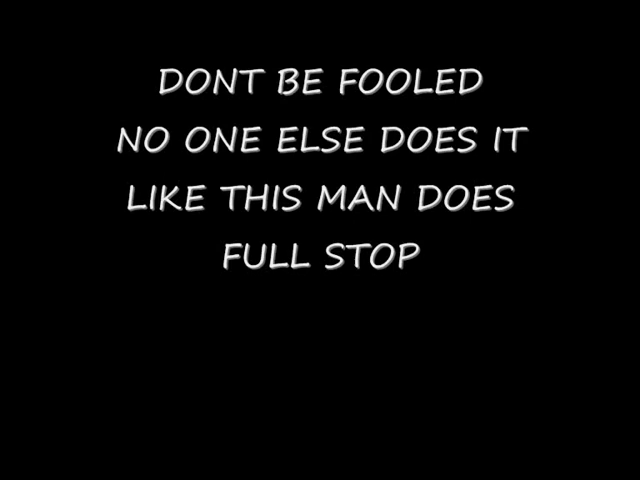 DONT BE FOOLED
NO ONE ELSE DOES IT
LIKE THIS MAN DOES
FULL STOP